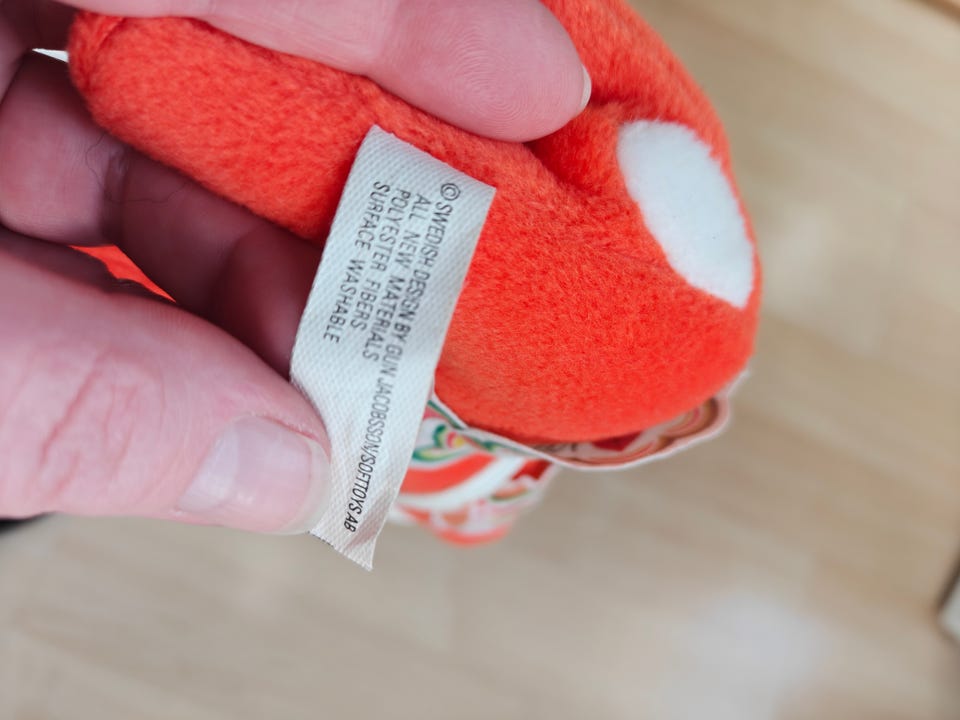 ©SWEDISH DESIGN BY GUN JACOBSSON/SOFTOYS AB
ALL NEW MATERIALS
POLYESTER FIBERS
SURFACE WASHABLE